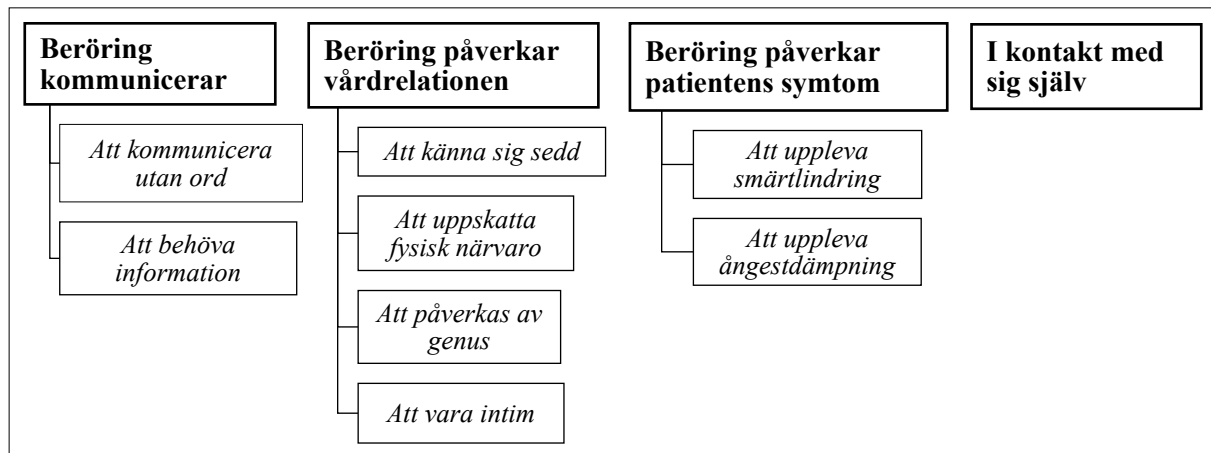 Beröring
kommunicerar
Att kommunicera
utan ord
Att behöva
information
Beröring påverkar
vårdrelationen
Att känna sig sedd
Att uppskatta
fysisk närvaro
Att påverkas av
genus
Att vara intim
Beröring påverkar
patientens symtom
Att uppleva
smärtlindring
Att uppleva
ångestdämpning
I kontakt med
sig själv